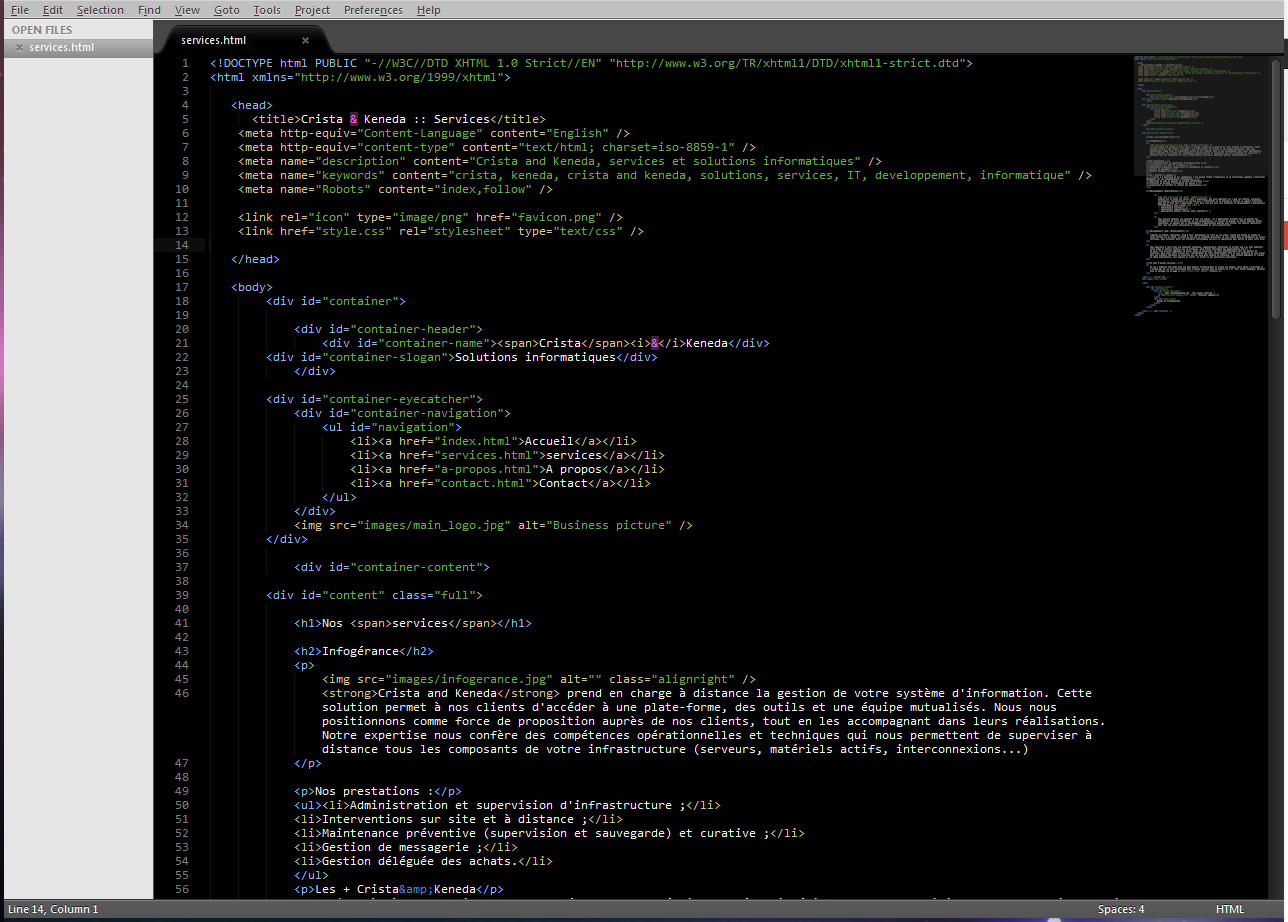 File Edit Selection Find View Goto Tools Project Preferences Help
OPEN FILES
× services.html
services.html ×
1 <!DOCTYPE html PUBLIC "-//W3C//DTD XHTML 1.0 Strict//EN" "http://www.w3.org/TR/xhtml1/DTD/xhtml1-strict.dtd">
2 <html xmlns="http://www.w3.org/1999/xhtml">
3
4 <head>
5 <title>Crista & Keneda :: Services</title>
6 <meta http-equiv="Content-Language" content="English" />
7 <meta http-equiv="content-type" content="text/html; charset=iso-8859-1" />
8 <meta name="description" content="Crista and Keneda, services et solutions informatiques" />
9 <meta name="keywords" content="crista, keneda, crista and keneda, solutions, services, IT, developpement, informatique" />
10 <meta name="Robots" content="index,follow" />
11
12 <link rel="icon" type="image/png" href="favicon.png" />
13 <link href="style.css" rel="stylesheet" type="text/css" />
14
15 </head>
16
17 <body>
18 <div id="container">
19
20 <div id="container-header">
21 <div id="container-name"><span>Crista</span><i>&</i>Keneda</div>
22 <div id="container-slogan">Solutions informatiques</div>
23 </div>
24
25 <div id="container-eyecatcher">
26 <div id="container-navigation">
27 <ul id="navigation">
28 <li><a href="index.html">Accueil</a></li>
29 <li><a href="services.html">services</a></li>
30 <li><a href="a-propos.html">A propos</a></li>
31 <li><a href="contact.html">Contact</a></li>
32 </ul>
33 </div>
34 <img src="images/main_logo.jpg" alt="Business picture" />
35 </div>
36
37 <div id="container-content">
38
39 <div id="content" class="full">
40
41 <h1>Nos <span>services</span></h1>
42
43 <h2>Infogérance</h2>
44 <p>
45 <img src="images/infogerance.jpg" alt="" class="alignright" />
46 <strong>Crista and Keneda</strong> prend en charge à distance la gestion de votre système d'information. Cette
solution permet à nos clients d'accéder à une plate-forme, des outils et une équipe mutualisés. Nous nous
positionnons comme force de proposition auprès de nos clients, tout en les accompagnant dans leurs réalisations.
Notre expertise nous confère des compétences opérationnelles et techniques qui nous permettent de superviser à
distance tous les composants de votre infrastructure (serveurs, matériels actifs, interconnexions...)
47 </p>
48
49 <p>Nos prestations :</p>
50 <ul><li>Administration et supervision d'infrastructure ;</li>
51 <li>Interventions sur site et à distance ;</li>
52 <li>Maintenance préventive (supervision et sauvegarde) et curative ;</li>
53 <li>Gestion de messagerie ;</li>
54 <li>Gestion déléguée des achats.</li>
55 </ul>
56 <p>Les + Crista&amp;Keneda</p>
Line 14, Column 1 Spaces: 4 HTML